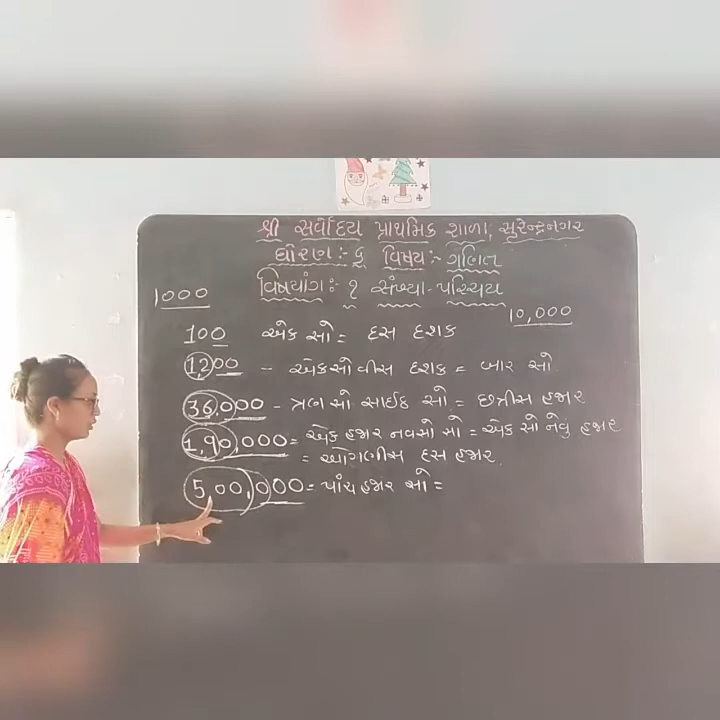 શ્રી સર્વોદય પ્રાથમિક શાળા, સુરેન્દ્રનગર
ધોરણ:- ૬ વિષય:- ગણિત
વિષયાંગ:- ૧ સંખ્યા-પરિચય
1000
10,000
100 એક સો = દસ દશક
1200 - એકસોવીસ દશક = બાર સો.
36,000 - ત્રણ સો સાઈઠ સો = છત્રીસ હજાર
1,90,000 = એક હજાર નવસો સો = એક સો નેવું હજાર
= ઓગણીસ દસ હજાર.
5,00,000 = પાંચ હજાર સો =